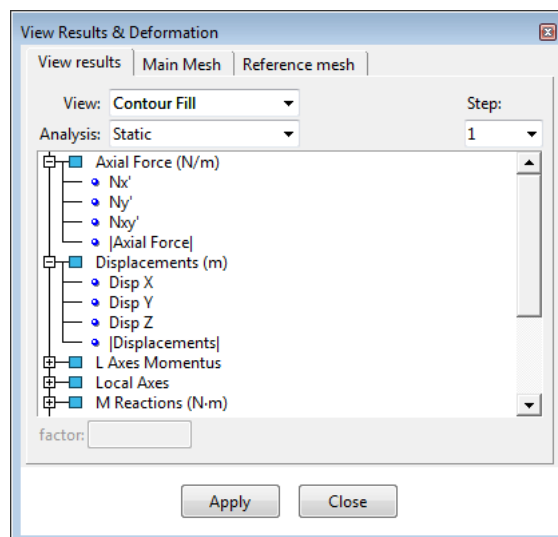 View Results & Deformation
View results Main Mesh Reference mesh
View: Contour Fill Step:
Analysis: Static 1
Axial Force (N/m)
Nx'
Ny'
Nxy'
|Axial Force|
Displacements (m)
Disp X
Disp Y
Disp Z
|Displacements|
L Axes Momentus
Local Axes
M Reactions (N·m)
factor:
Apply Close